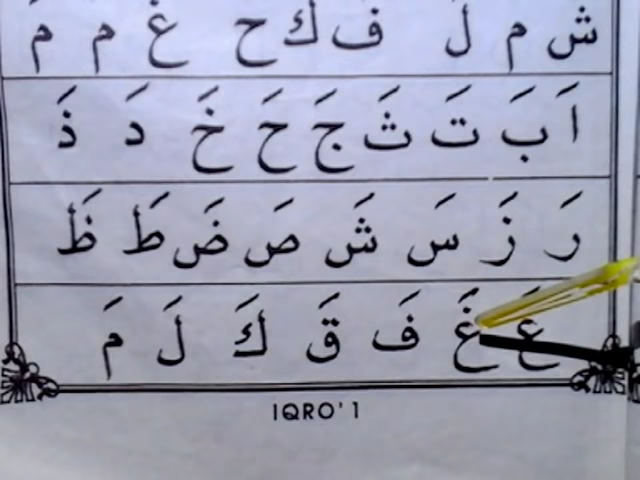 شَ مَ لَ فَ كَ حَ غَ مَ مَ
اَ بَ تَ ثَ جَ حَ خَ دَ ذَ
رَ زَ سَ شَ صَ ضَ طَ ظَ
عَ غَ فَ قَ كَ لَ مَ
IQRO' 1